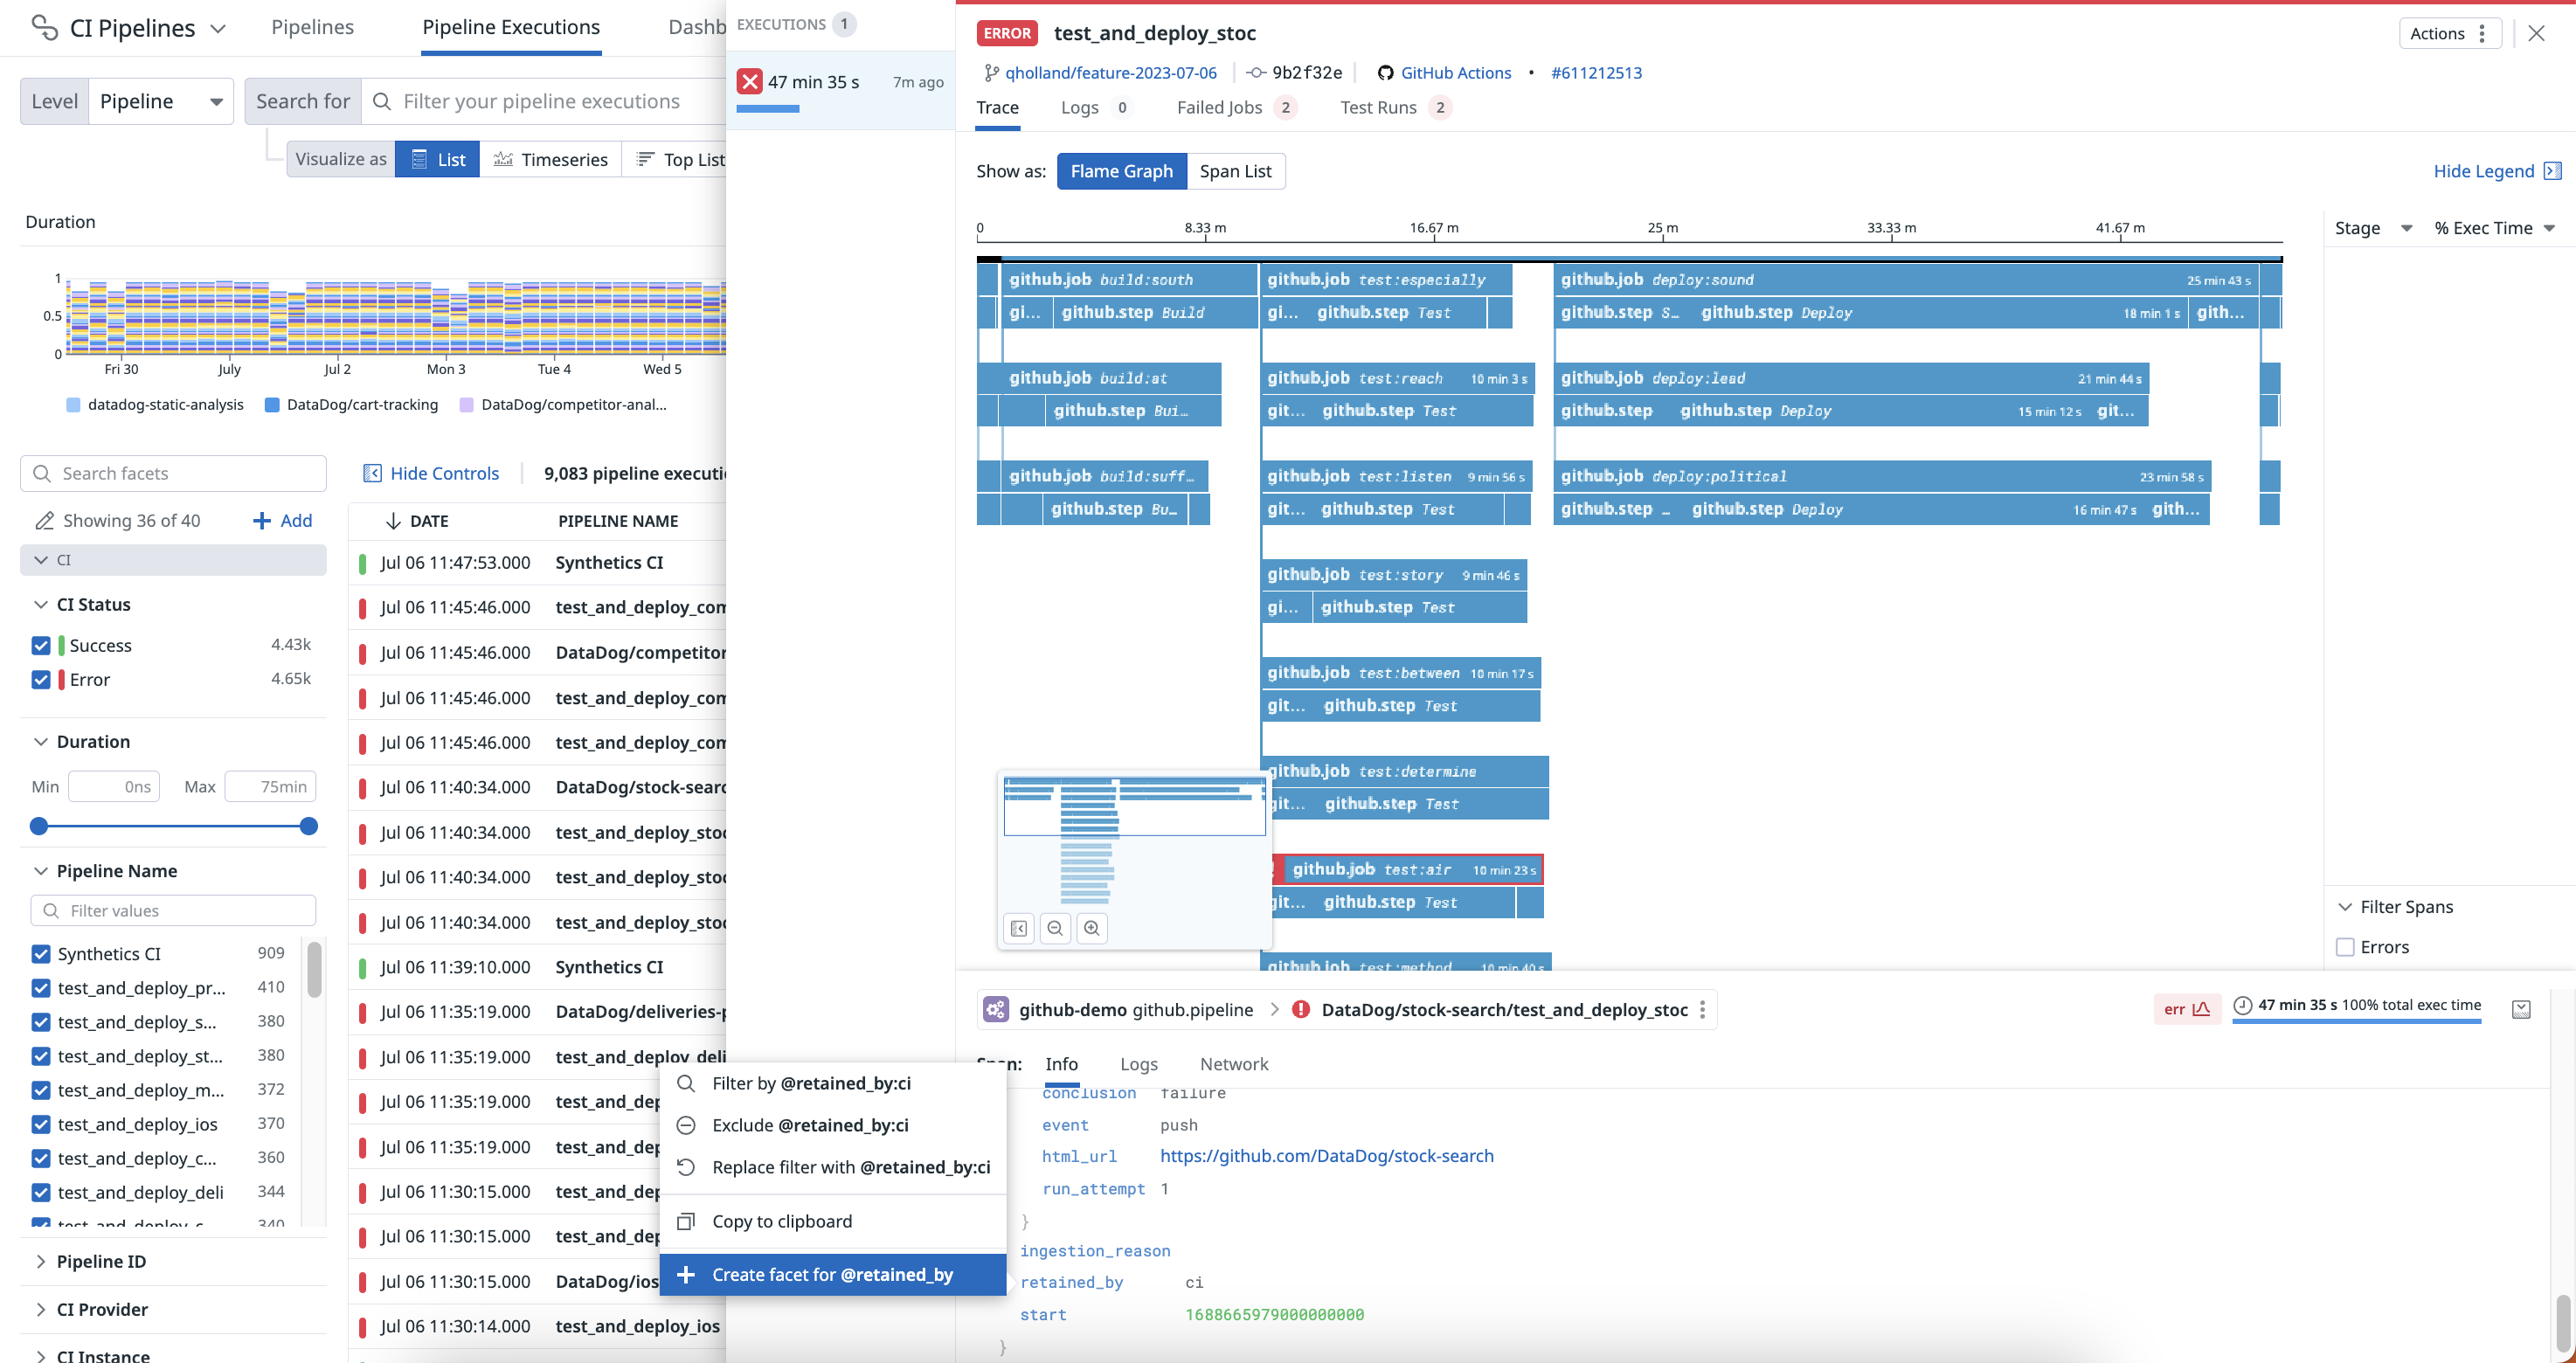 CI Pipelines
Pipelines
Pipeline Executions
Dashb
Level
Pipeline
Search for
Filter your pipeline executions
Visualize as
List
Timeseries
Top List
Duration
1
0.5
0
Fri 30
July
Jul 2
Mon 3
Tue 4
Wed 5
datadog-static-analysis
DataDog/cart-tracking
DataDog/competitor-anal...
Search facets
Showing 36 of 40
Add
CI
CI Status
Success 4.43k
Error 4.65k
Duration
Min 0ns Max 75min
Pipeline Name
Filter values
Synthetics CI 909
test_and_deploy_pr... 410
test_and_deploy_s... 380
test_and_deploy_st... 380
test_and_deploy_m... 372
test_and_deploy_ios 370
test_and_deploy_c... 360
test_and_deploy_deli 344
test_and_deploy_c 340
Pipeline ID
CI Provider
CI Instance
Hide Controls
9,083 pipeline executi
DATE PIPELINE NAME
Jul 06 11:47:53.000 Synthetics CI
Jul 06 11:45:46.000 test_and_deploy_com
Jul 06 11:45:46.000 DataDog/competitor
Jul 06 11:45:46.000 test_and_deploy_com
Jul 06 11:45:46.000 test_and_deploy_com
Jul 06 11:40:34.000 DataDog/stock-searc
Jul 06 11:40:34.000 test_and_deploy_stoc
Jul 06 11:40:34.000 test_and_deploy_stoc
Jul 06 11:40:34.000 test_and_deploy_stoc
Jul 06 11:39:10.000 Synthetics CI
Jul 06 11:35:19.000 DataDog/deliveries-p
Jul 06 11:35:19.000 test_and_deploy_deli
Jul 06 11:35:19.000 test_and_dep
Jul 06 11:35:19.000 test_and_dep
Jul 06 11:30:15.000 test_and_dep
Jul 06 11:30:15.000 test_and_dep
Jul 06 11:30:15.000 DataDog/ios
Jul 06 11:30:14.000 test_and_deploy_ios
EXECUTIONS 1
47 min 35 s 7m ago
ERROR test_and_deploy_stoc
Actions
qholland/feature-2023-07-06
9b2f32e
GitHub Actions • #611212513
Trace
Logs 0
Failed Jobs 2
Test Runs 2
Show as:
Flame Graph
Span List
Hide Legend
0 8.33 m 16.67 m 25 m 33.33 m 41.67 m
Stage
% Exec Time
github.job build:south
github.job test:especially
github.job deploy:sound 25 min 43 s
gi... github.step Build
gi... github.step Test
github.step S… github.step Deploy 18 min 1 s gith...
github.job build:at
github.job test:reach 10 min 3 s
github.job deploy:lead 21 min 44 s
github.step Bui…
git... github.step Test
github.step github.step Deploy 15 min 12 s git...
github.job build:suff…
github.job test:listen 9 min 56 s
github.job deploy:political 23 min 58 s
github.step Bu…
git... github.step Test
github.step … github.step Deploy 16 min 47 s gith...
github.job test:story 9 min 46 s
gi... github.step Test
github.job test:between 10 min 17 s
git... github.step Test
github.job test:determine
git... github.step Test
github.job test:air 10 min 23 s
git... github.step Test
github.job test:method 10 min 40 s
Filter Spans
Errors
github-demo github.pipeline
DataDog/stock-search/test_and_deploy_stoc
err
47 min 35 s 100% total exec time
Span:
Info
Logs
Network
conclusion failure
event push
html_url https://github.com/DataDog/stock-search
run_attempt 1
}
ingestion_reason
retained_by ci
start 1688665979000000000
}
Filter by @retained_by:ci
Exclude @retained_by:ci
Replace filter with @retained_by:ci
Copy to clipboard
Create facet for @retained_by